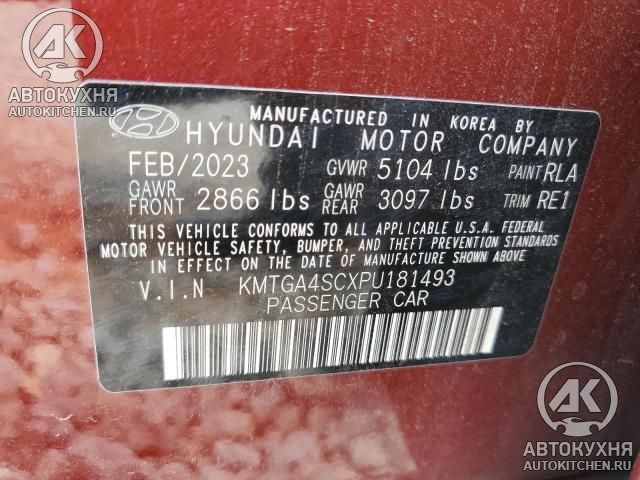 АК
АВТОКУХНЯ
AUTOKITCHEN.RU
MANUFACTURED IN KOREA BY
HYUNDAI MOTOR COMPANY
FEB/2023 GVWR 5104 lbs PAINT RLA
GAWR FRONT 2866 lbs GAWR REAR 3097 lbs TRIM RE1
THIS VEHICLE CONFORMS TO ALL APPLICABLE U.S.A. FEDERAL
MOTOR VEHICLE SAFETY, BUMPER, AND THEFT PREVENTION STANDARDS
IN EFFECT ON THE DATE OF MANUFACTURE SHOWN ABOVE.
V.I.N KMTGA4SCXPU181493
PASSENGER CAR
АК
АВТОКУХНЯ
AUTOKITCHEN.RU